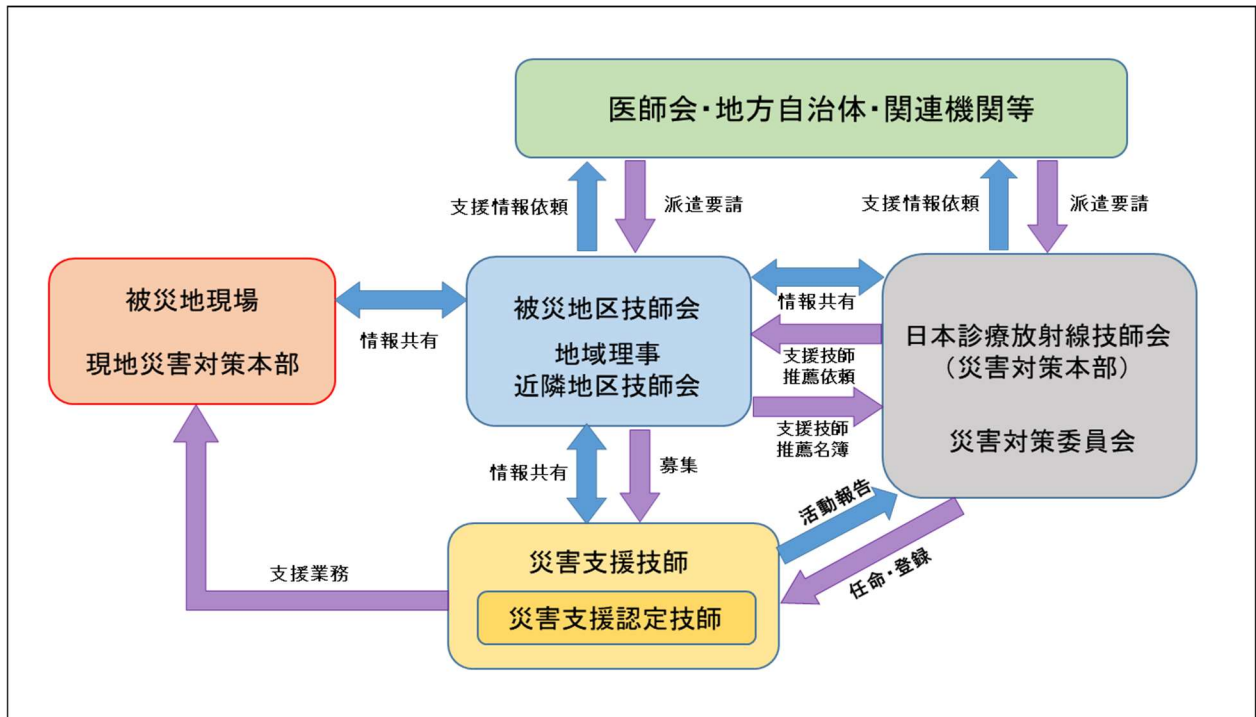 医師会・地方自治体・関連機関等
支援情報依頼
派遣要請
支援情報依頼
派遣要請
被災地現場
現地災害対策本部
情報共有
被災地区技師会
地域理事
近隣地区技師会
情報共有
支援技師
推薦依頼
支援技師
推薦名簿
日本診療放射線技師会
（災害対策本部）
災害対策委員会
情報共有
募集
活動報告
任命・登録
支援業務
災害支援技師
災害支援認定技師